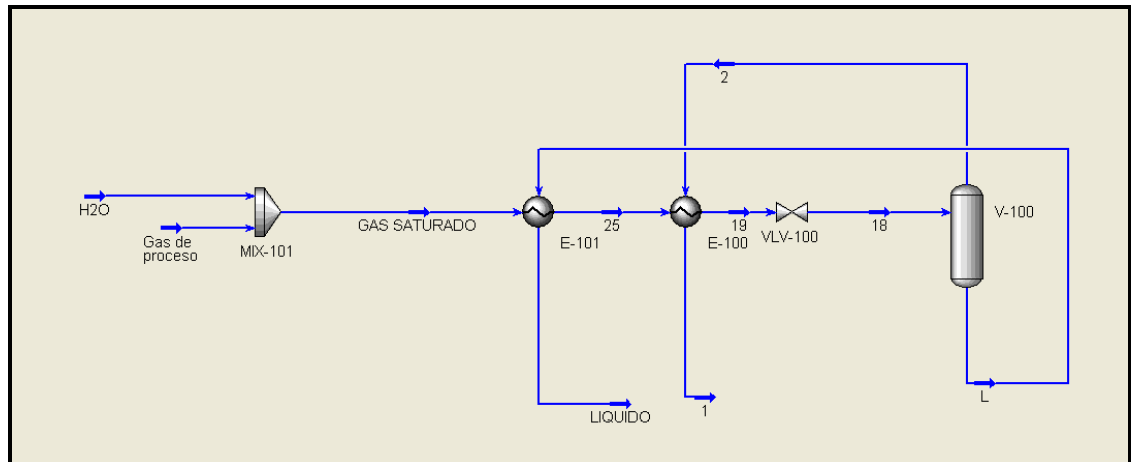 2
H2O
Gas de
proceso
MIX-101
GAS SATURADO
E-101
25
E-100
19
VLV-100
18
V-100
LIQUIDO
1
L